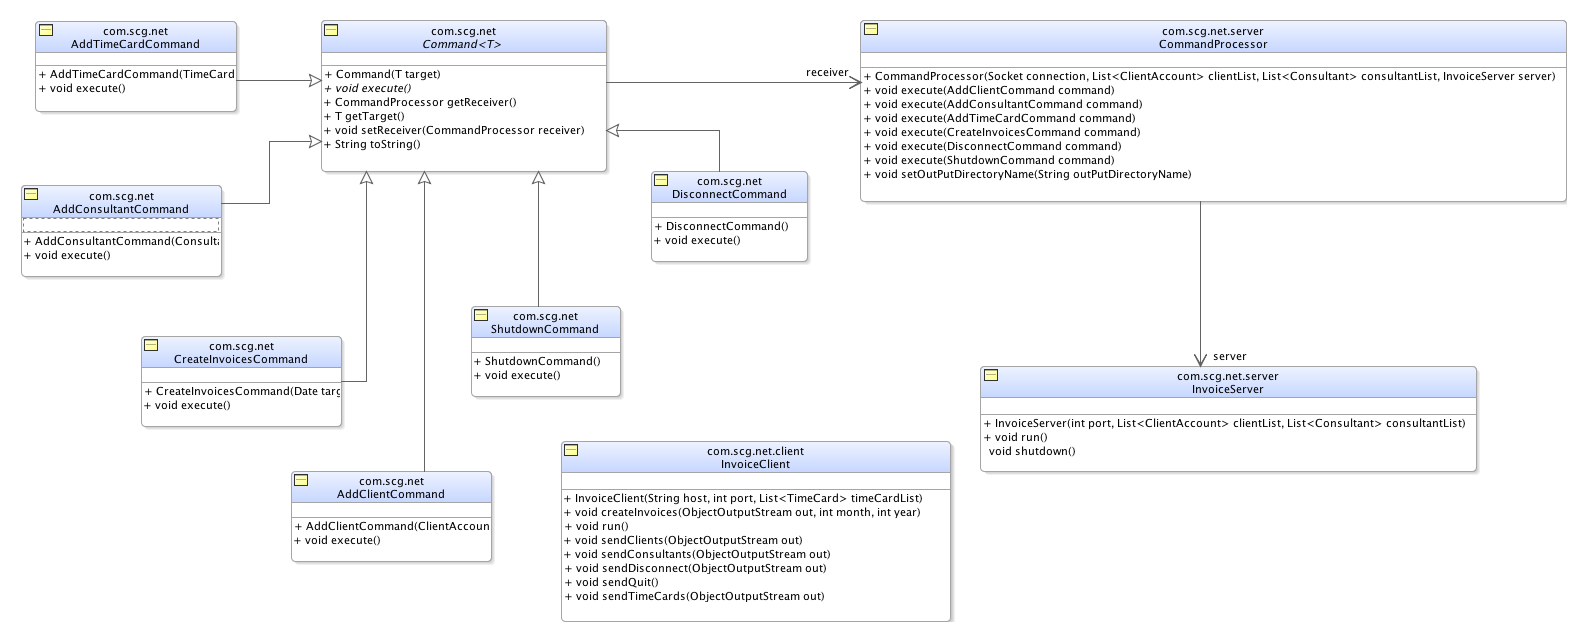 com.scg.net
AddTimeCardCommand
+ AddTimeCardCommand(TimeCard
+ void execute()
com.scg.net
Command<T>
+ Command(T target)
+ void execute()
+ CommandProcessor getReceiver()
+ T getTarget()
+ void setReceiver(CommandProcessor receiver)
+ String toString()
receiver
com.scg.net.server
CommandProcessor
+ CommandProcessor(Socket connection, List<ClientAccount> clientList, List<Consultant> consultantList, InvoiceServer server)
+ void execute(AddClientCommand command)
+ void execute(AddConsultantCommand command)
+ void execute(AddTimeCardCommand command)
+ void execute(CreateInvoicesCommand command)
+ void execute(DisconnectCommand command)
+ void execute(ShutdownCommand command)
+ void setOutPutDirectoryName(String outPutDirectoryName)
com.scg.net
AddConsultantCommand
+ AddConsultantCommand(Consulta
+ void execute()
com.scg.net
DisconnectCommand
+ DisconnectCommand()
+ void execute()
com.scg.net
ShutdownCommand
+ ShutdownCommand()
+ void execute()
com.scg.net
CreateInvoicesCommand
+ CreateInvoicesCommand(Date targ
+ void execute()
server
com.scg.net.server
InvoiceServer
+ InvoiceServer(int port, List<ClientAccount> clientList, List<Consultant> consultantList)
+ void run()
void shutdown()
com.scg.net
AddClientCommand
+ AddClientCommand(ClientAccoun
+ void execute()
com.scg.net.client
InvoiceClient
+ InvoiceClient(String host, int port, List<TimeCard> timeCardList)
+ void createInvoices(ObjectOutputStream out, int month, int year)
+ void run()
+ void sendClients(ObjectOutputStream out)
+ void sendConsultants(ObjectOutputStream out)
+ void sendDisconnect(ObjectOutputStream out)
+ void sendQuit()
+ void sendTimeCards(ObjectOutputStream out)